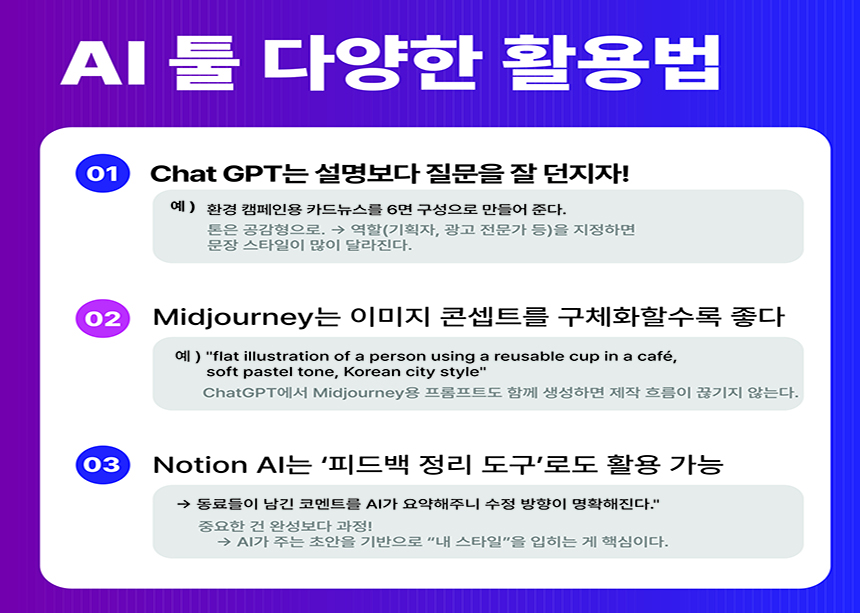 AI 툴 다양한 활용법
01 Chat GPT는 설명보다 질문을 잘 던지자!
예 ) 환경 캠페인용 카드뉴스를 6면 구성으로 만들어 준다.
톤은 공감형으로. → 역할(기획자, 광고 전문가 등)을 지정하면
문장 스타일이 많이 달라진다.
02 Midjourney는 이미지 콘셉트를 구체화할수록 좋다
예 ) "flat illustration of a person using a reusable cup in a café,
soft pastel tone, Korean city style"
ChatGPT에서 Midjourney용 프롬프트도 함께 생성하면 제작 흐름이 끊기지 않는다.
03 Notion AI는 ‘피드백 정리 도구’로도 활용 가능
→ 동료들이 남긴 코멘트를 AI가 요약해주니 수정 방향이 명확해진다."
중요한 건 완성보다 과정!
→ AI가 주는 초안을 기반으로 “내 스타일”을 입히는 게 핵심이다.